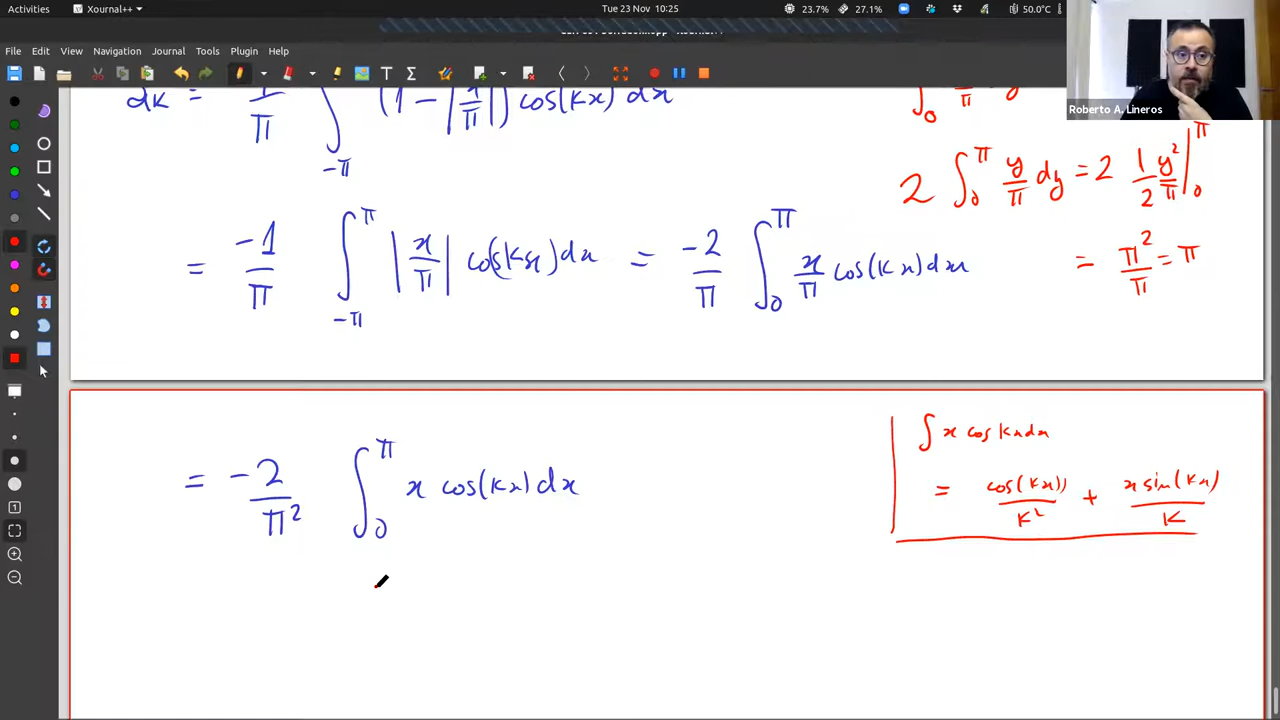 Activities Xournal++ Tue 23 Nov 10:25 23.7% 27.1% 50.0°C
File Edit View Navigation Journal Tools Plugin Help
Roberto A. Lineros
π ∫ -π (1 - | /π|) cos(kx) dx
∫ 0 π
2 ∫_0^π y/π dy = 2 1/2 y²/π |_0^π
= -1/π ∫_{-π}^π |x/π| cos(kx) dx = -2/π ∫_0^π x/π cos(kx) dx
= π²/π = π
= -2/π² ∫_0^π x cos(kx) dx
∫ x cos kx dx
= cos(kx))/k² + x sin(kx)/k